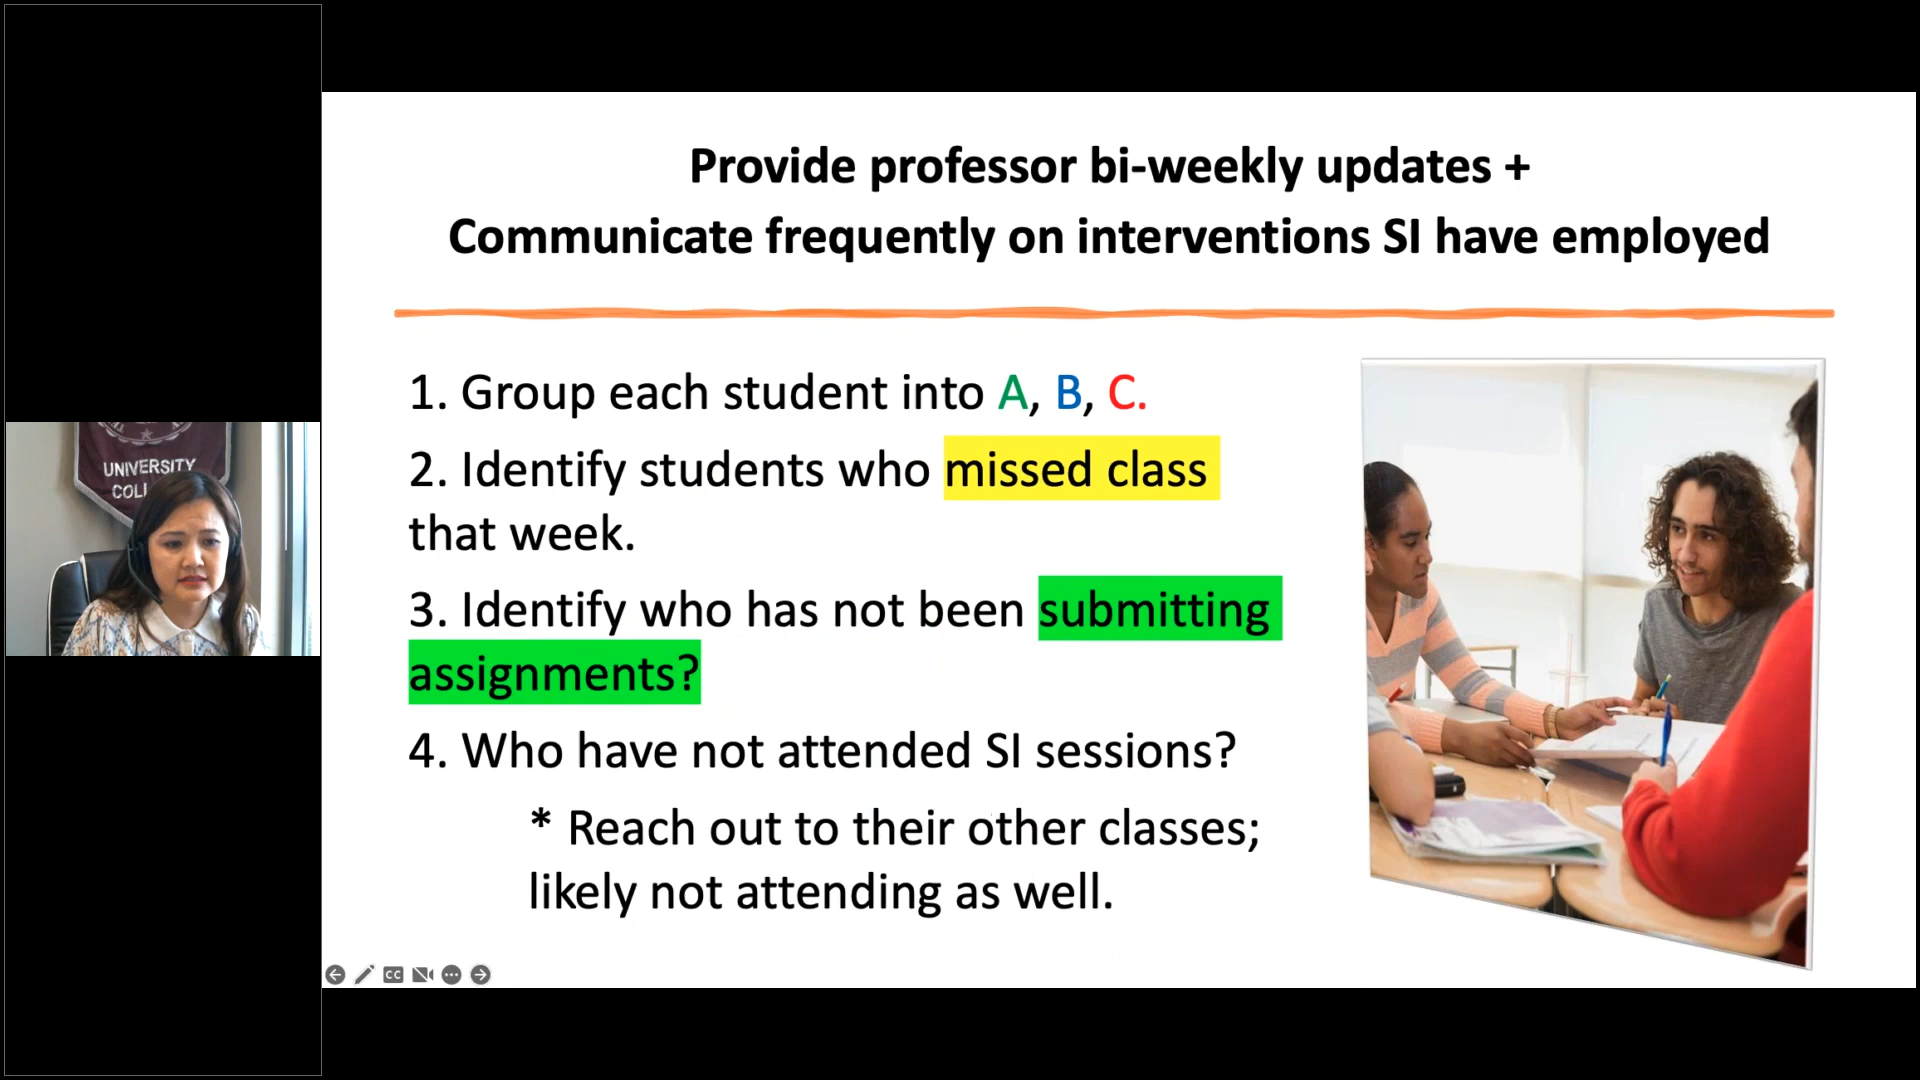 Provide professor bi-weekly updates +
Communicate frequently on interventions SI have employed
1. Group each student into A, B, C.
2. Identify students who missed class
that week.
3. Identify who has not been submitting
assignments?
4. Who have not attended SI sessions?
* Reach out to their other classes;
likely not attending as well.
UNIVERSITY
CC